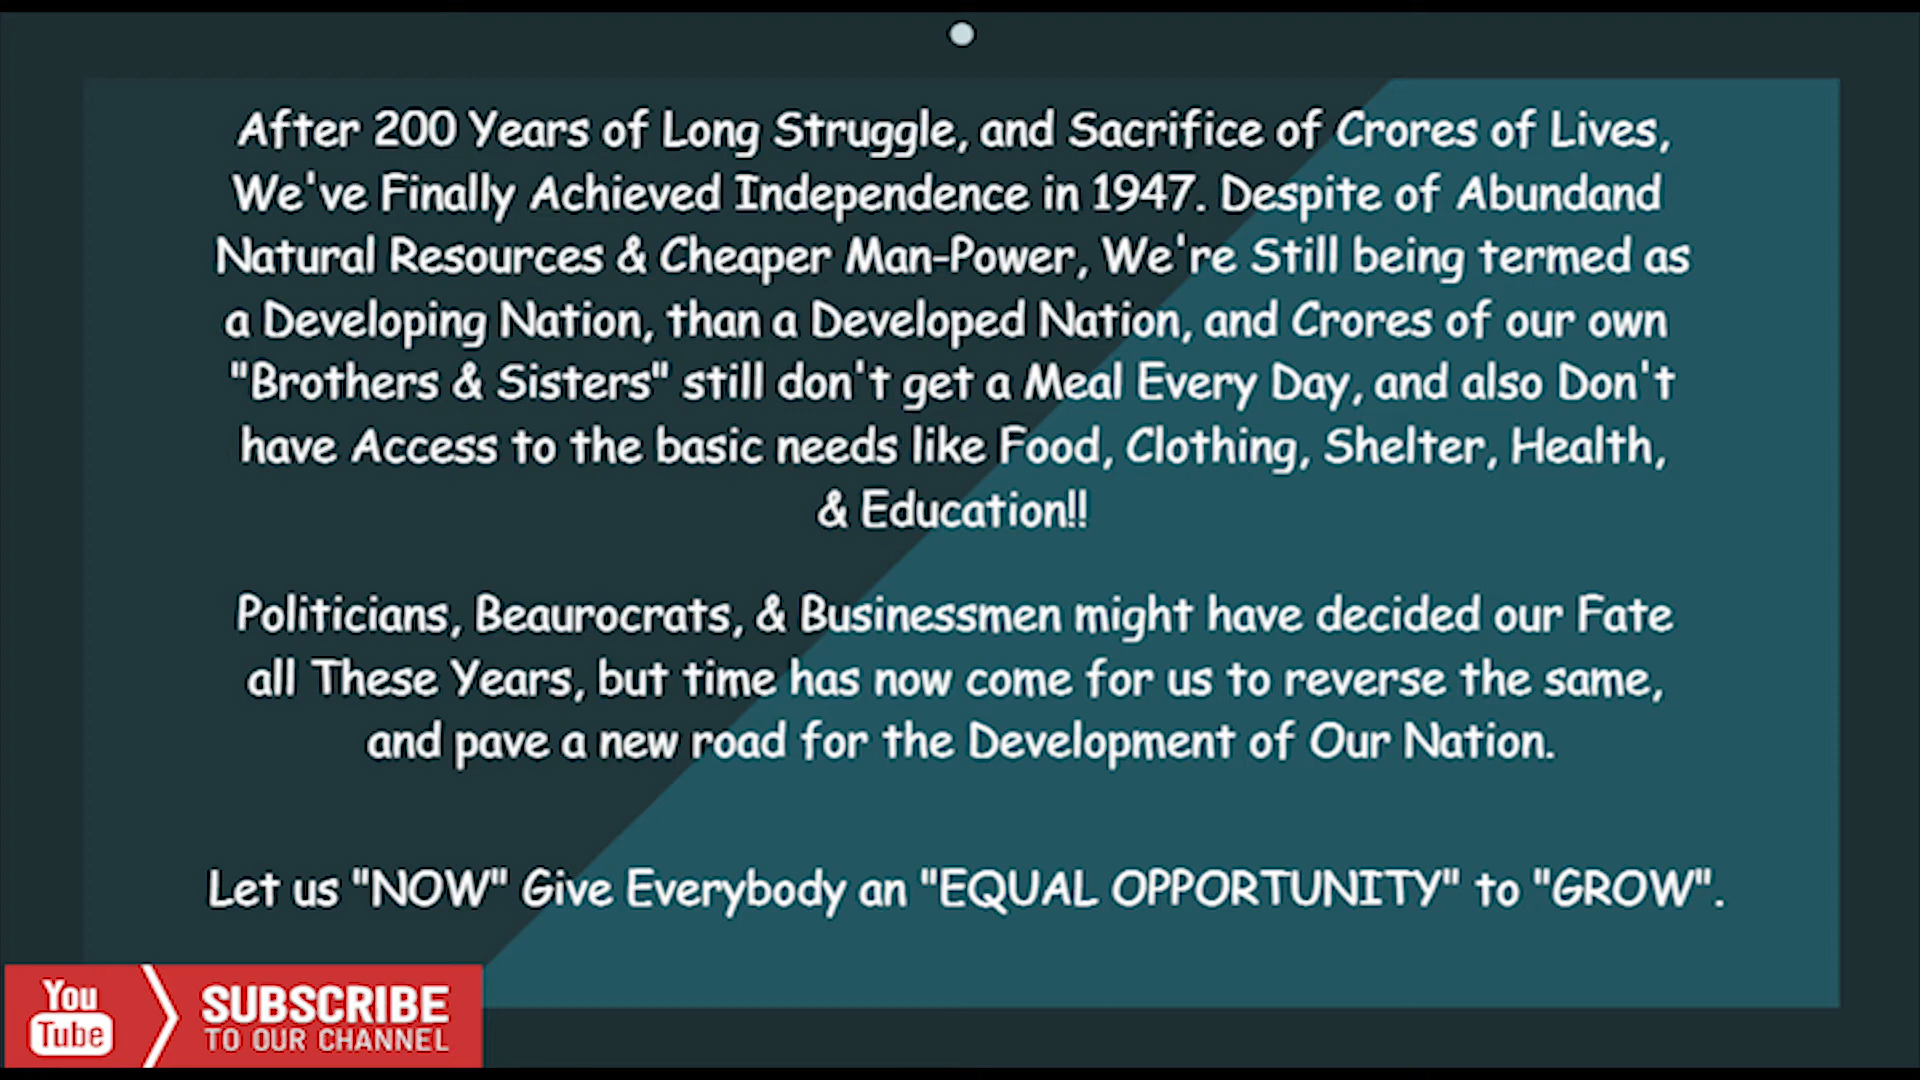 After 200 Years of Long Struggle, and Sacrifice of Crores of Lives,
We've Finally Achieved Independence in 1947. Despite of Abundand
Natural Resources & Cheaper Man-Power, We're Still being termed as
a Developing Nation, than a Developed Nation, and Crores of our own
"Brothers & Sisters" still don't get a Meal Every Day, and also Don't
have Access to the basic needs like Food, Clothing, Shelter, Health,
& Education!!
Politicians, Beaurocrats, & Businessmen might have decided our Fate
all These Years, but time has now come for us to reverse the same,
and pave a new road for the Development of Our Nation.
Let us "NOW" Give Everybody an "EQUAL OPPORTUNITY" to "GROW".
You
Tube
SUBSCRIBE
TO OUR CHANNEL